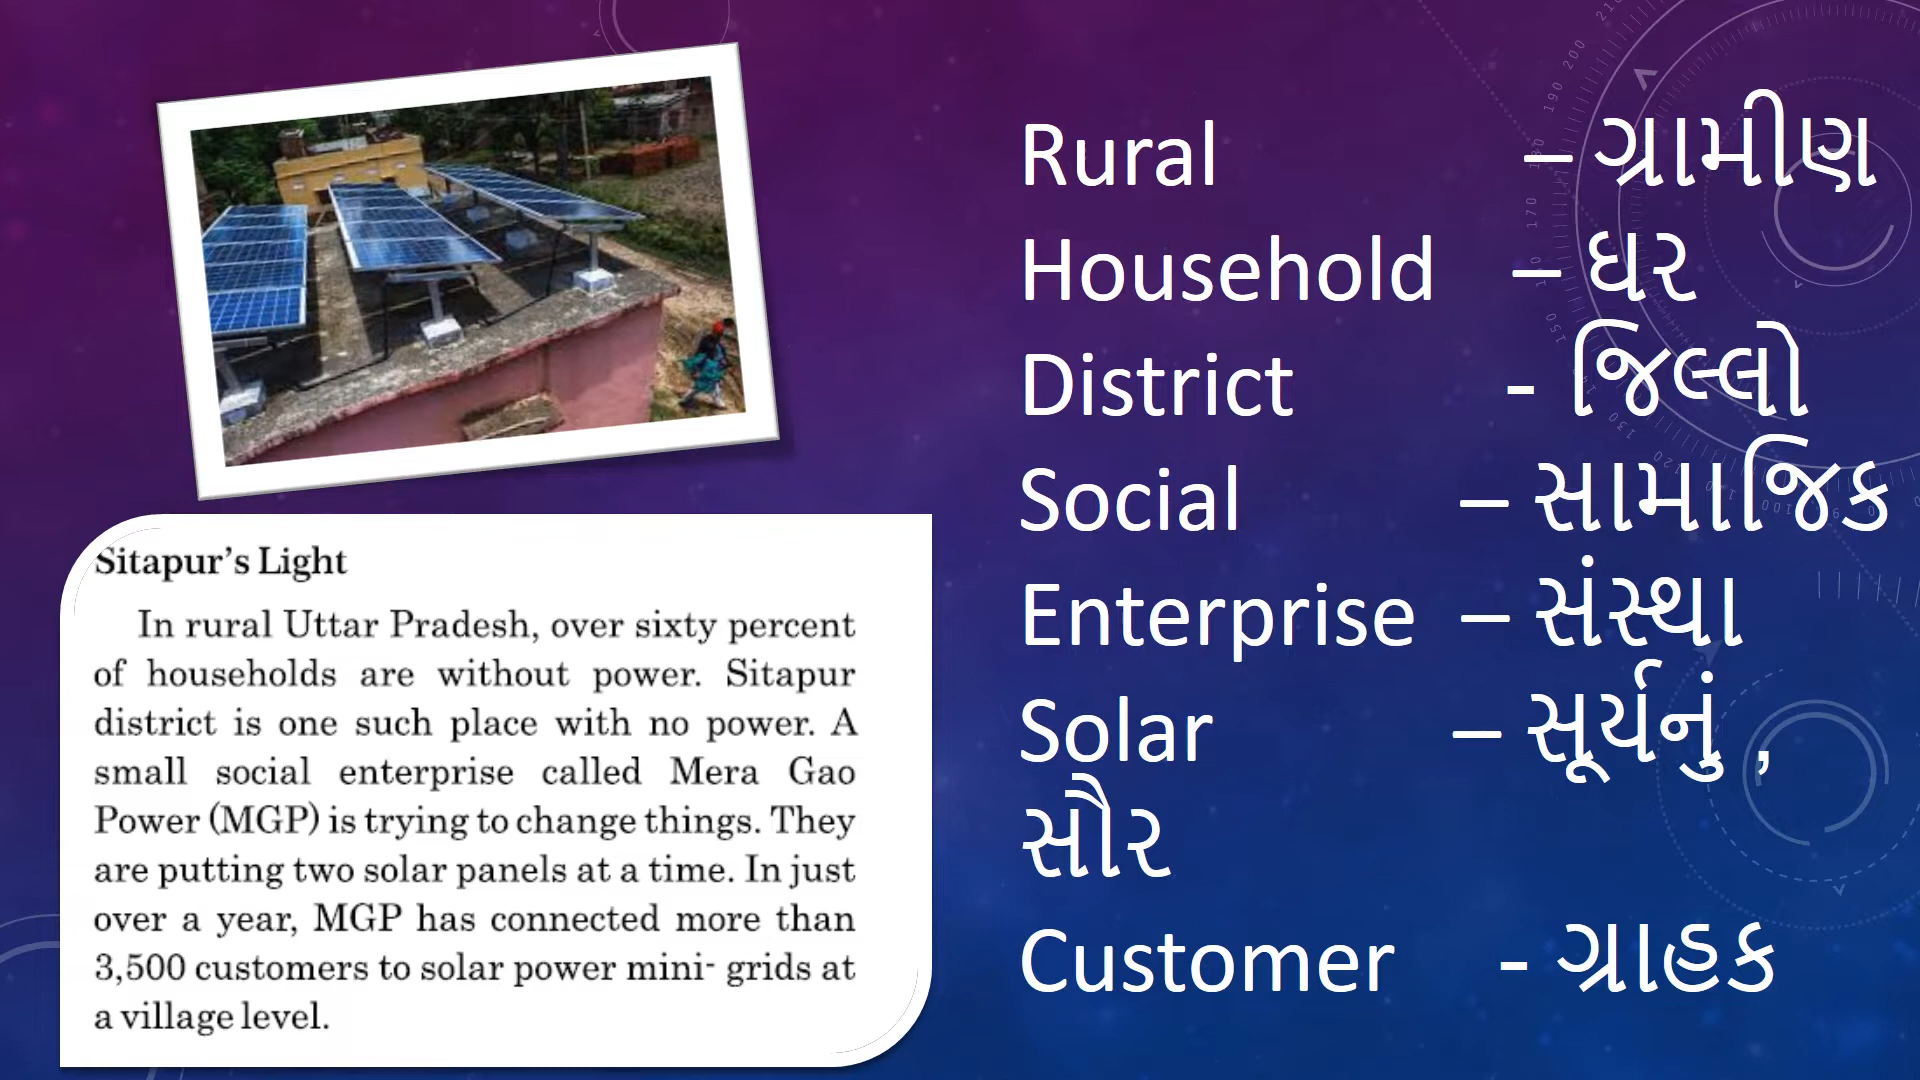 Sitapur's Light
In rural Uttar Pradesh, over sixty percent
of households are without power. Sitapur
district is one such place with no power. A
small social enterprise called Mera Gao
Power (MGP) is trying to change things. They
are putting two solar panels at a time. In just
over a year, MGP has connected more than
3,500 customers to solar power mini- grids at
a village level.
Rural – ગ્રામીણ
Household – ઘર
District - જિલ્લો
Social – સામાજિક
Enterprise – સંસ્થા
Solar – સૂર્યનું ,
સૌર
Customer - ગ્રાહક